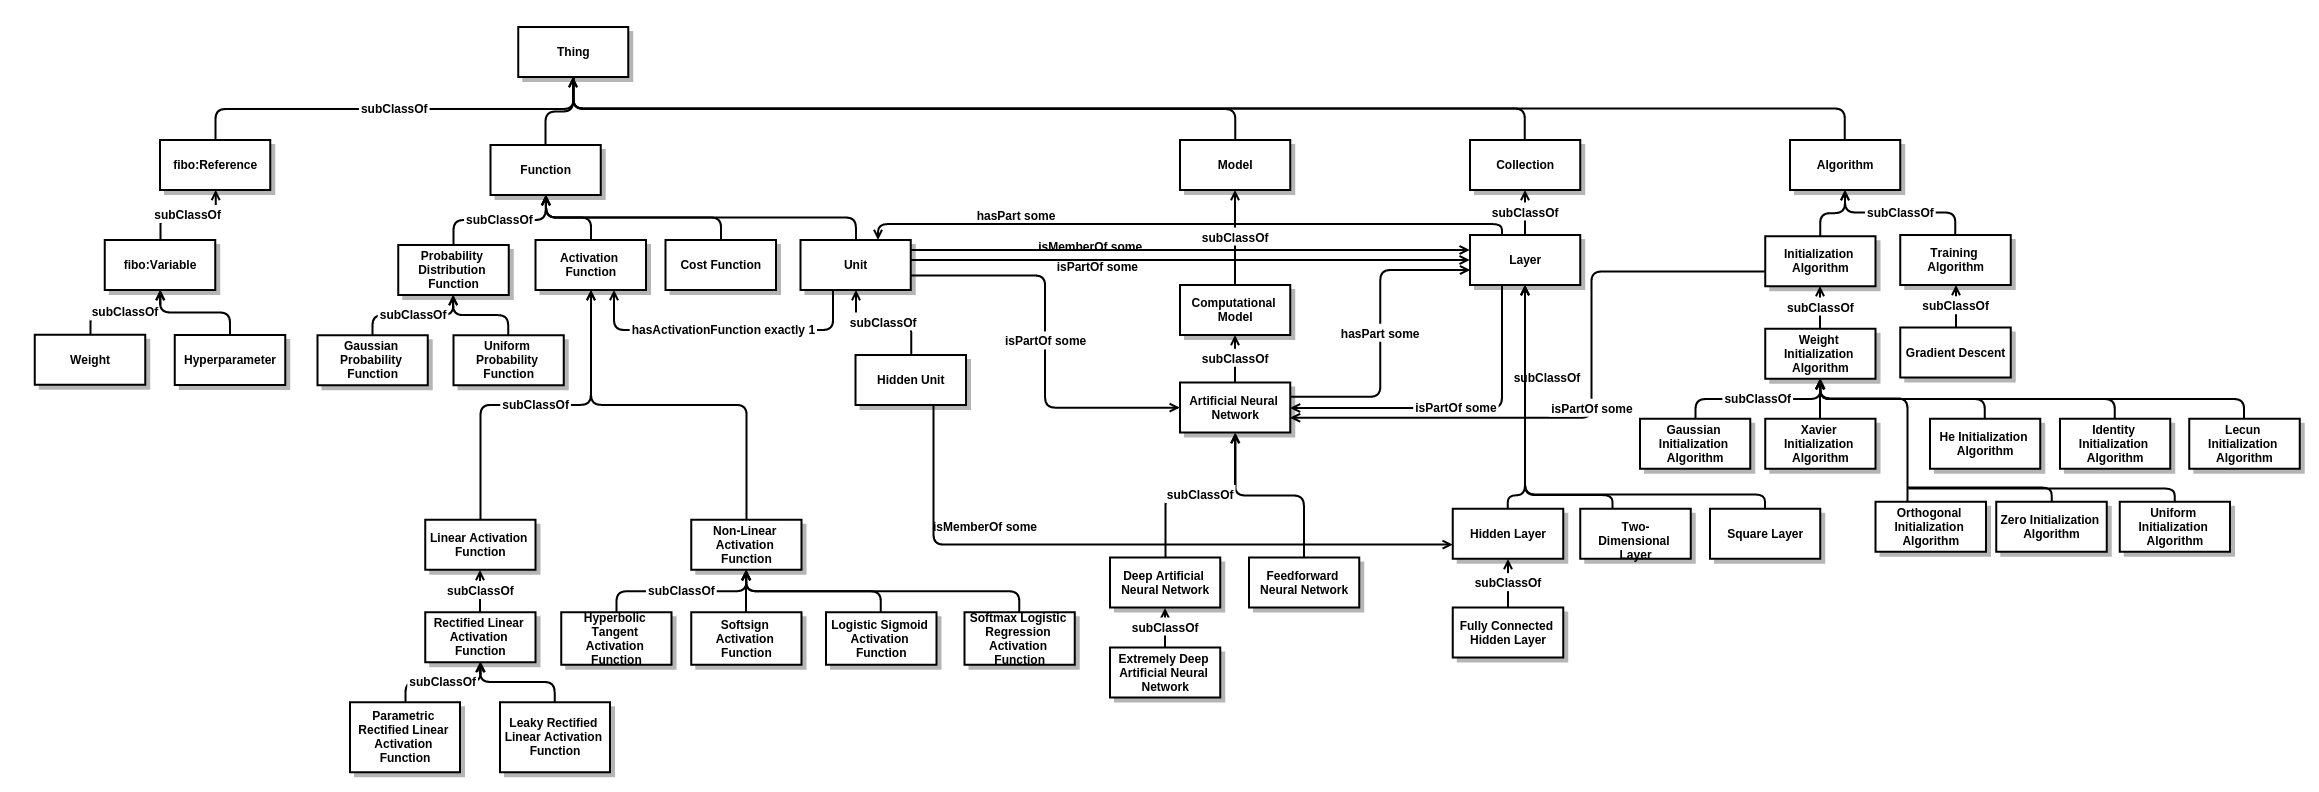 Thing
subClassOf
fibo:Reference
Function
Model
Collection
Algorithm
subClassOf
subClassOf
hasPart some
subClassOf
subClassOf
isMemberOf some
subClassOf
isPartOf some
fibo:Variable
Probability
Distribution
Function
Activation
Function
Cost Function
Unit
Layer
Initialization
Algorithm
Training
Algorithm
subClassOf
subClassOf
hasActivationFunction exactly 1
subClassOf
isPartOf some
Computational
Model
hasPart some
subClassOf
subClassOf
Weight
Hyperparameter
Gaussian
Probability
Function
Uniform
Probability
Function
Hidden Unit
subClassOf
subClassOf
Weight
Initialization
Algorithm
Gradient Descent
subClassOf
Artificial Neural
Network
isPartOf some
isPartOf some
subClassOf
Gaussian
Initialization
Algorithm
Xavier
Initialization
Algorithm
He Initialization
Algorithm
Identity
Initialization
Algorithm
Lecun
Initialization
Algorithm
subClassOf
isMemberOf some
Linear Activation
Function
Non-Linear
Activation
Function
Hidden Layer
Two-
Dimensional
Layer
Square Layer
Orthogonal
Initialization
Algorithm
Zero Initialization
Algorithm
Uniform
Initialization
Algorithm
subClassOf
subClassOf
Deep Artificial
Neural Network
Feedforward
Neural Network
subClassOf
Rectified Linear
Activation
Function
Hyperbolic
Tangent
Activation
Function
Softsign
Activation
Function
Logistic Sigmoid
Activation
Function
Softmax Logistic
Regression
Activation
Function
subClassOf
Fully Connected
Hidden Layer
subClassOf
Extremely Deep
Artificial Neural
Network
Parametric
Rectified Linear
Activation
Function
Leaky Rectified
Linear Activation
Function